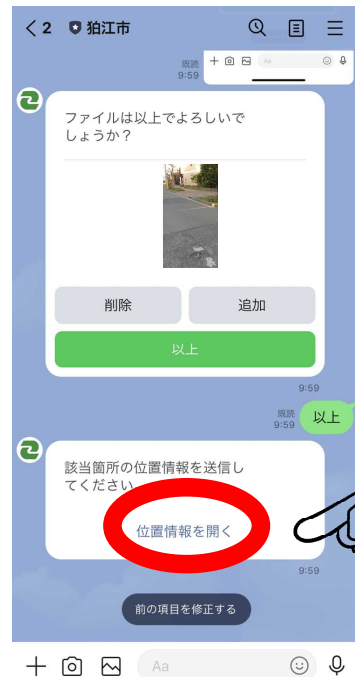 2 狛江市
既読
9:59
Aa
ファイルは以上でよろしいで
しょうか？
削除 追加
以上
9:59
既読
9:59
以上
該当箇所の位置情報を送信し
てください。
位置情報を開く
9:59
前の項目を修正する
Aa